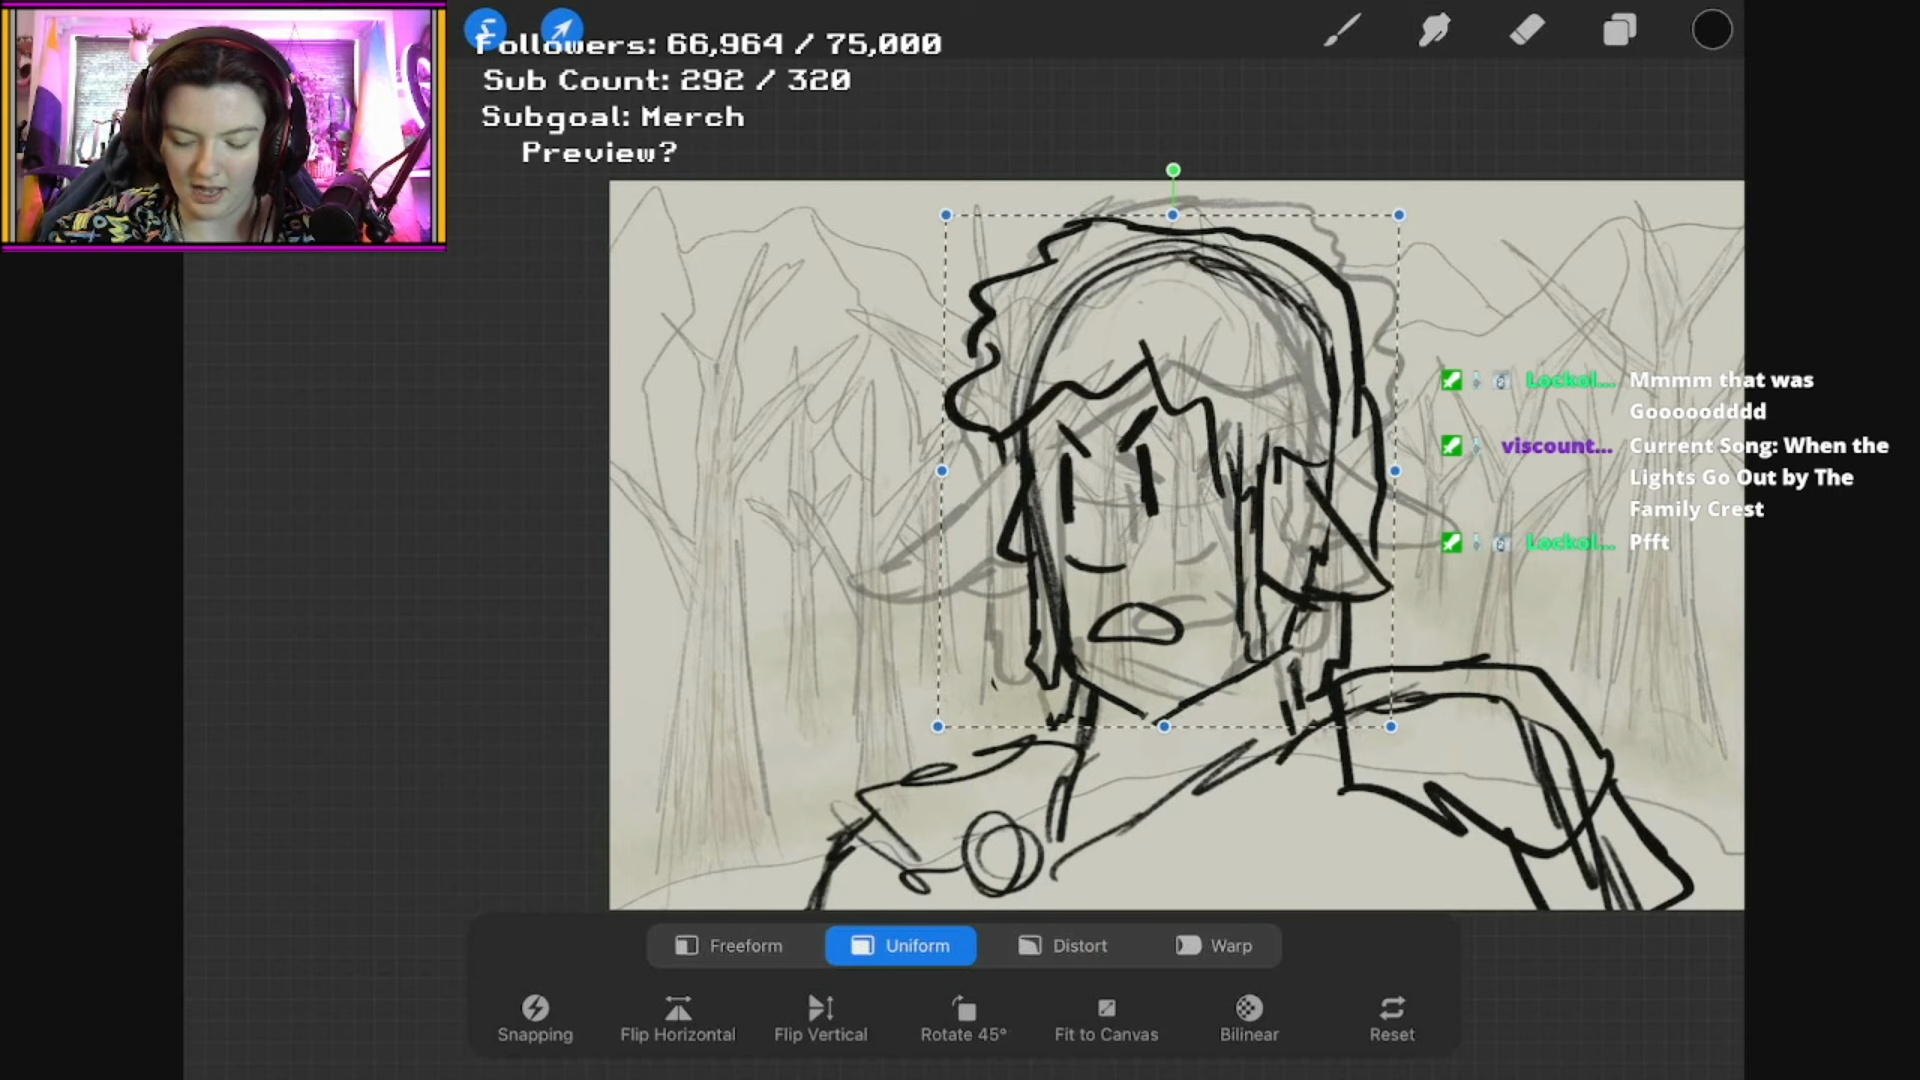 Followers: 66,964 / 75,000
Sub Count: 292 / 320
Subgoal: Merch
Preview?
Lockol... Mmmm that was
Gooooodddd
viscount... Current Song: When the
Lights Go Out by The
Family Crest
Lockol... Pfft
Freeform Uniform Distort Warp
Snapping Flip Horizontal Flip Vertical Rotate 45° Fit to Canvas Bilinear Reset